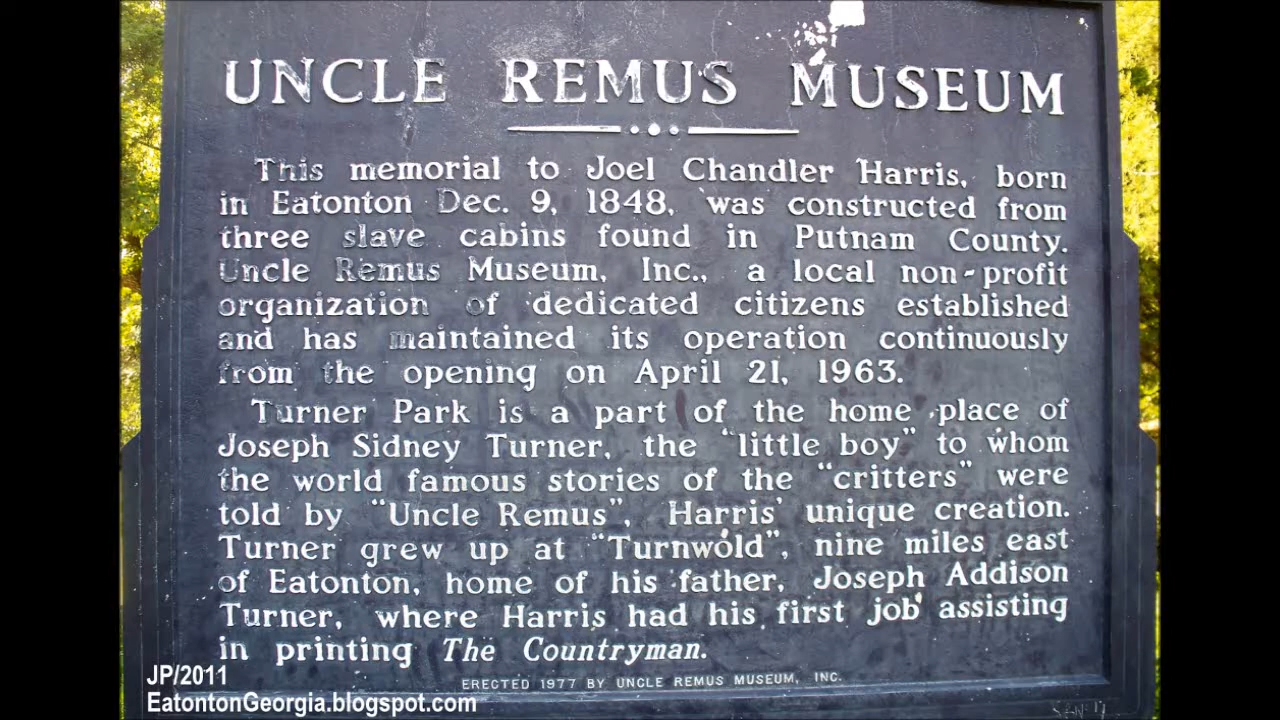 UNCLE REMUS MUSEUM
This memorial to Joel Chandler Harris, born
in Eatonton Dec. 9, 1848, was constructed from
three slave cabins found in Putnam County.
Uncle Remus Museum, Inc., a local non-profit
organization of dedicated citizens established
and has maintained its operation continuously
from the opening on April 21, 1963.
Turner Park is a part of the home place of
Joseph Sidney Turner, the "little boy" to whom
the world famous stories of the "critters" were
told by "Uncle Remus", Harris' unique creation.
Turner grew up at "Turnwold", nine miles east
of Eatonton, home of his father, Joseph Addison
Turner, where Harris had his first job assisting
in printing The Countryman.
ERECTED 1977 BY UNCLE REMUS MUSEUM, INC.
JP/2011
EatontonGeorgia.blogspot.com